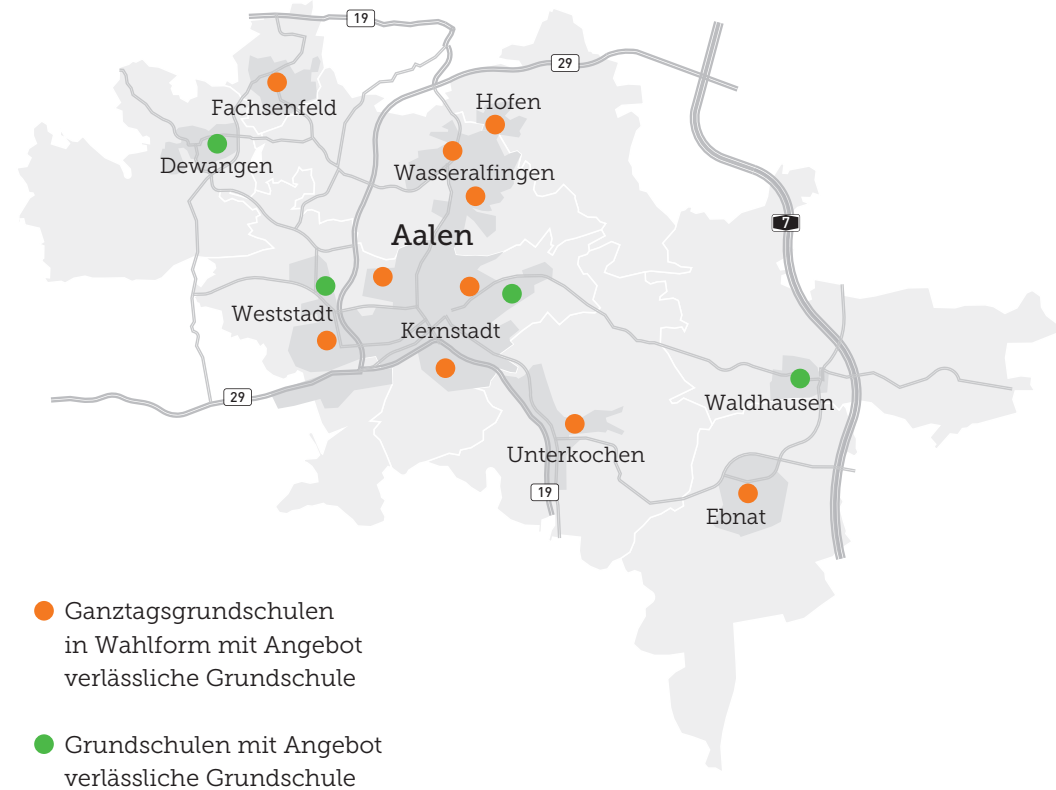 19
29
Fachsenfeld
Hofen
Dewangen
Wasseralfingen
7
Aalen
Weststadt
Kernstadt
29
Waldhausen
Unterkochen
19
Ebnat
Ganztagsgrundschulen
in Wahlform mit Angebot
verlässliche Grundschule
Grundschulen mit Angebot
verlässliche Grundschule